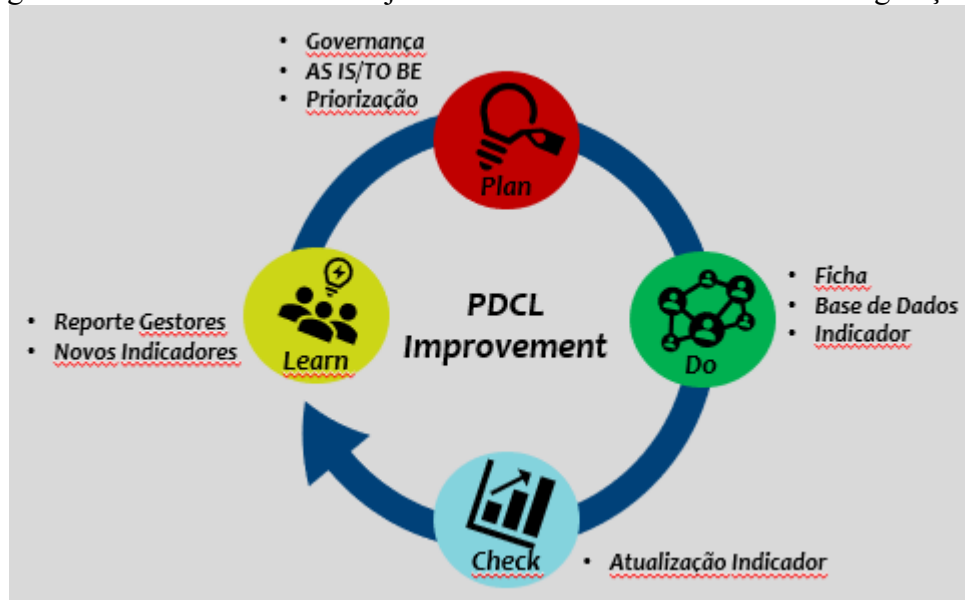 • Governança
• AS IS/TO BE
• Priorização
Plan
• Ficha
• Base de Dados
• Indicador
Do
PDCL
Improvement
• Reporte Gestores
• Novos Indicadores
Learn
Check
• Atualização Indicador